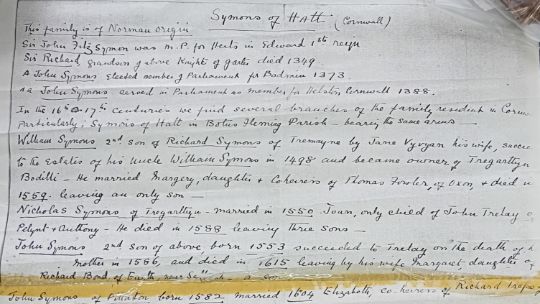 Symons of Hatt (Cornwall)
This family is of Norman origin
Sir John Fitz Symon was M.P. for Herts in Edward 1st reign
Sir Richard grandson of above Knight of Garter died 1349.
A John Symons elected member of Parliament for Bodmin 1373.
John Symons served in Parliament as member for Helston, Cornwall 1388.
In the 16th & 17th Centuries we find several branches of the family resident in
Particularly, Symons of Hatt in Botus Fleming Parish - bearing the same arms
William Symons 2nd son of Richard Symons of Tremayne by Jane Vyvyan his wife,
to the Estates of his Uncle William Symons in 1498 and became owner of
Bodilli - He married Margery, daughter & Coheiress of Thomas Fowler, of Oxon, & died
1559. leaving an only son -
Nicholas Symons of - married in 1550 Joan, only child of John Trelay
Pelynt & Anthony - He died in 1588 leaving three sons -
John Symons 2nd son of above born 1553 succeeded to Trelay on the death of
mother in 1586, and died in 1615 leaving by his wife Margaret daughter of
Richard Bond of Earth, near a son
John Symons of born 1582 married 1604 Elizabeth, co-heiress of Richard